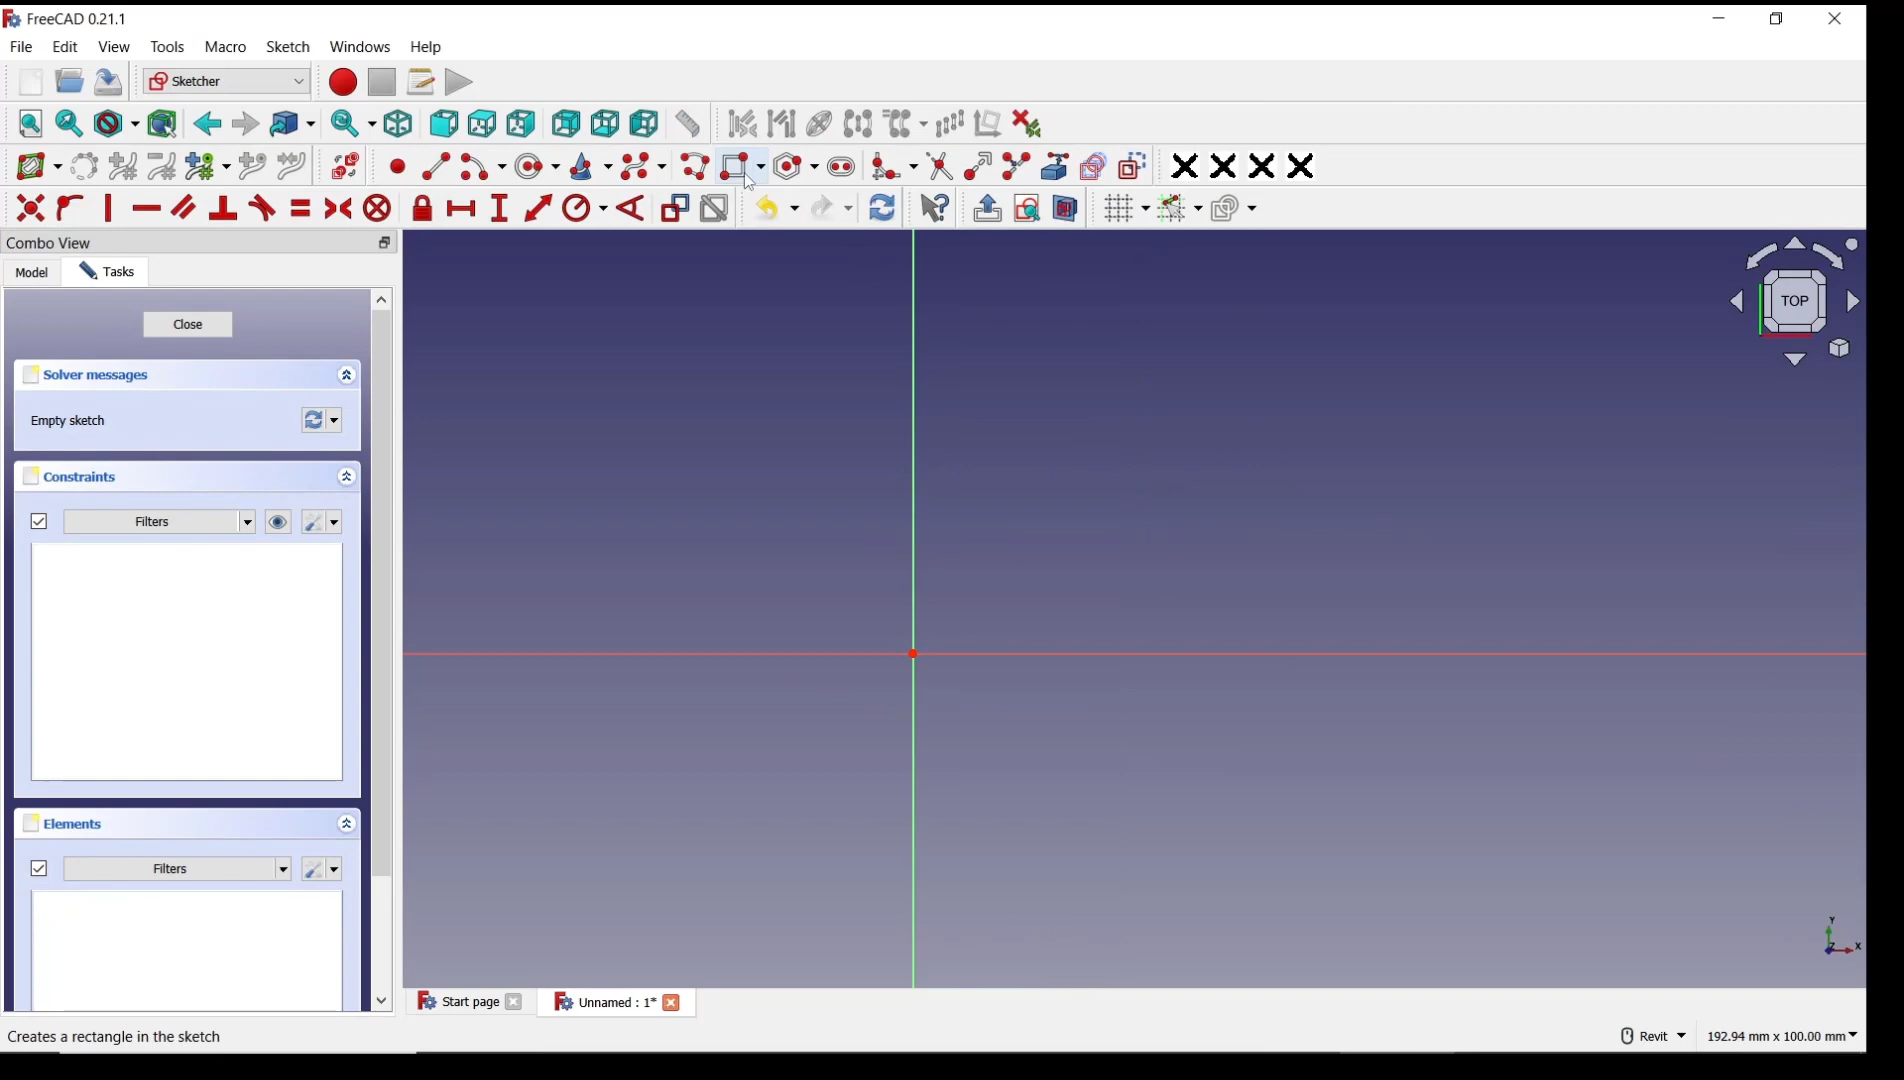 FreeCAD 0.21.1
File Edit View Tools Macro Sketch Windows Help
Sketcher
Combo View
Model Tasks
Close
Solver messages
Empty sketch
Constraints
Filters
Elements
Filters
TOP
Y
Z X
Start page Unnamed : 1*
Creates a rectangle in the sketch
Revit 192.94 mm x 100.00 mm